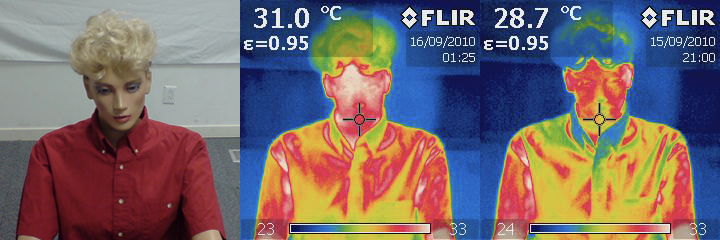 31.0 °C
FLIR
ε=0.95
16/09/2010
01:25
23
33
28.7 °C
FLIR
ε=0.95
15/09/2010
21:00
24
33